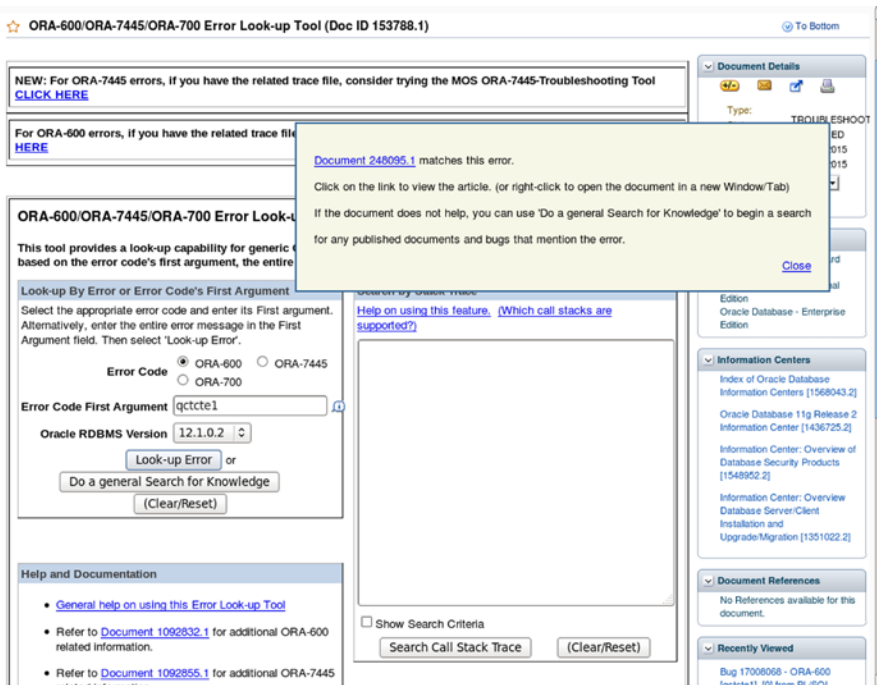 ORA-600/ORA-7445/ORA-700 Error Look-up Tool (Doc ID 153788.1)
To Bottom
NEW: For ORA-7445 errors, if you have the related trace file, consider trying the MOS ORA-7445-Troubleshooting Tool
CLICK HERE
For ORA-600 errors, if you have the related trace file
HERE
Document 248095.1 matches this error.
Click on the link to view the article. (or right-click to open the document in a new Window/Tab)
If the document does not help, you can use 'Do a general Search for Knowledge' to begin a search
for any published documents and bugs that mention the error.
Close
ORA-600/ORA-7445/ORA-700 Error Look-u
This tool provides a look-up capability for generic
based on the error code's first argument, the entire
Look-up By Error or Error Code's First Argument
Select the appropriate error code and enter its First argument.
Alternatively, enter the entire error message in the First
Argument field. Then select 'Look-up Error'.
Error Code
ORA-600
ORA-7445
ORA-700
Error Code First Argument
qctcte1
Oracle RDBMS Version
12.1.0.2
Look-up Error
or
Do a general Search for Knowledge
(Clear/Reset)
Help and Documentation
General help on using this Error Look-up Tool
Refer to Document 1092832.1 for additional ORA-600
related information.
Refer to Document 1092855.1 for additional ORA-7445
Search By Stack Trace
Help on using this feature. (Which call stacks are
supported?)
Show Search Criteria
Search Call Stack Trace
(Clear/Reset)
Document Details
Type:
TROUBLESHOOT
ED
2015
2015
Edition
Oracle Database - Enterprise
Edition
Information Centers
Index of Oracle Database
Information Centers [1568043.2]
Oracle Database 11g Release 2
Information Center [1436725.2]
Information Center: Overview of
Database Security Products
[1548952.2]
Information Center: Overview
Database Server/Client
Installation and
Upgrade/Migration [1351022.2]
Document References
No References available for this
document.
Recently Viewed
Bug 17008068 - ORA-600